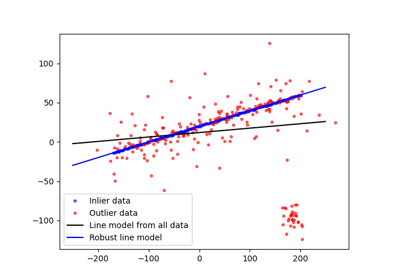 100
50
0
−50
−100
Inlier data
Outlier data
Line model from all data
Robust line model
−200
−100
0
100
200